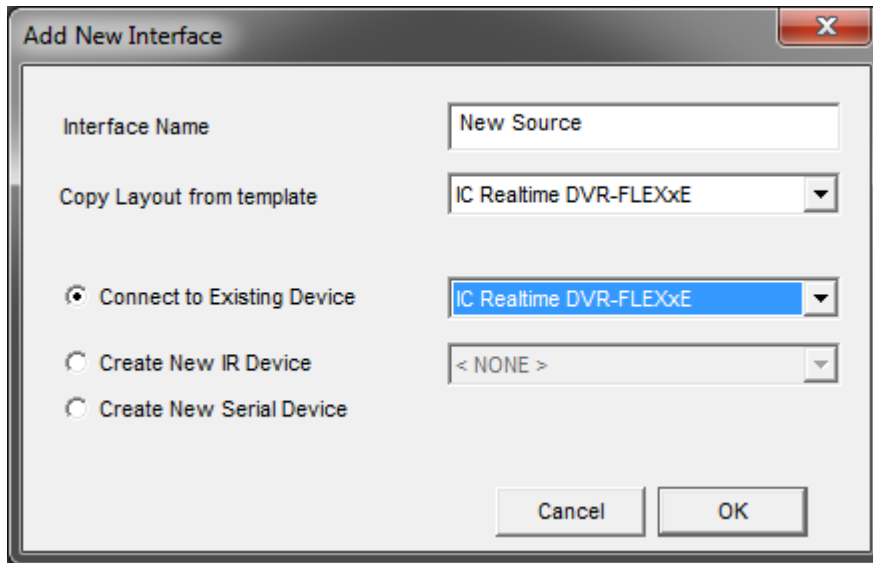 Add New Interface
Interface Name New Source
Copy Layout from template IC Realtime DVR-FLEXxE
Connect to Existing Device IC Realtime DVR-FLEXxE
Create New IR Device < NONE >
Create New Serial Device
Cancel OK